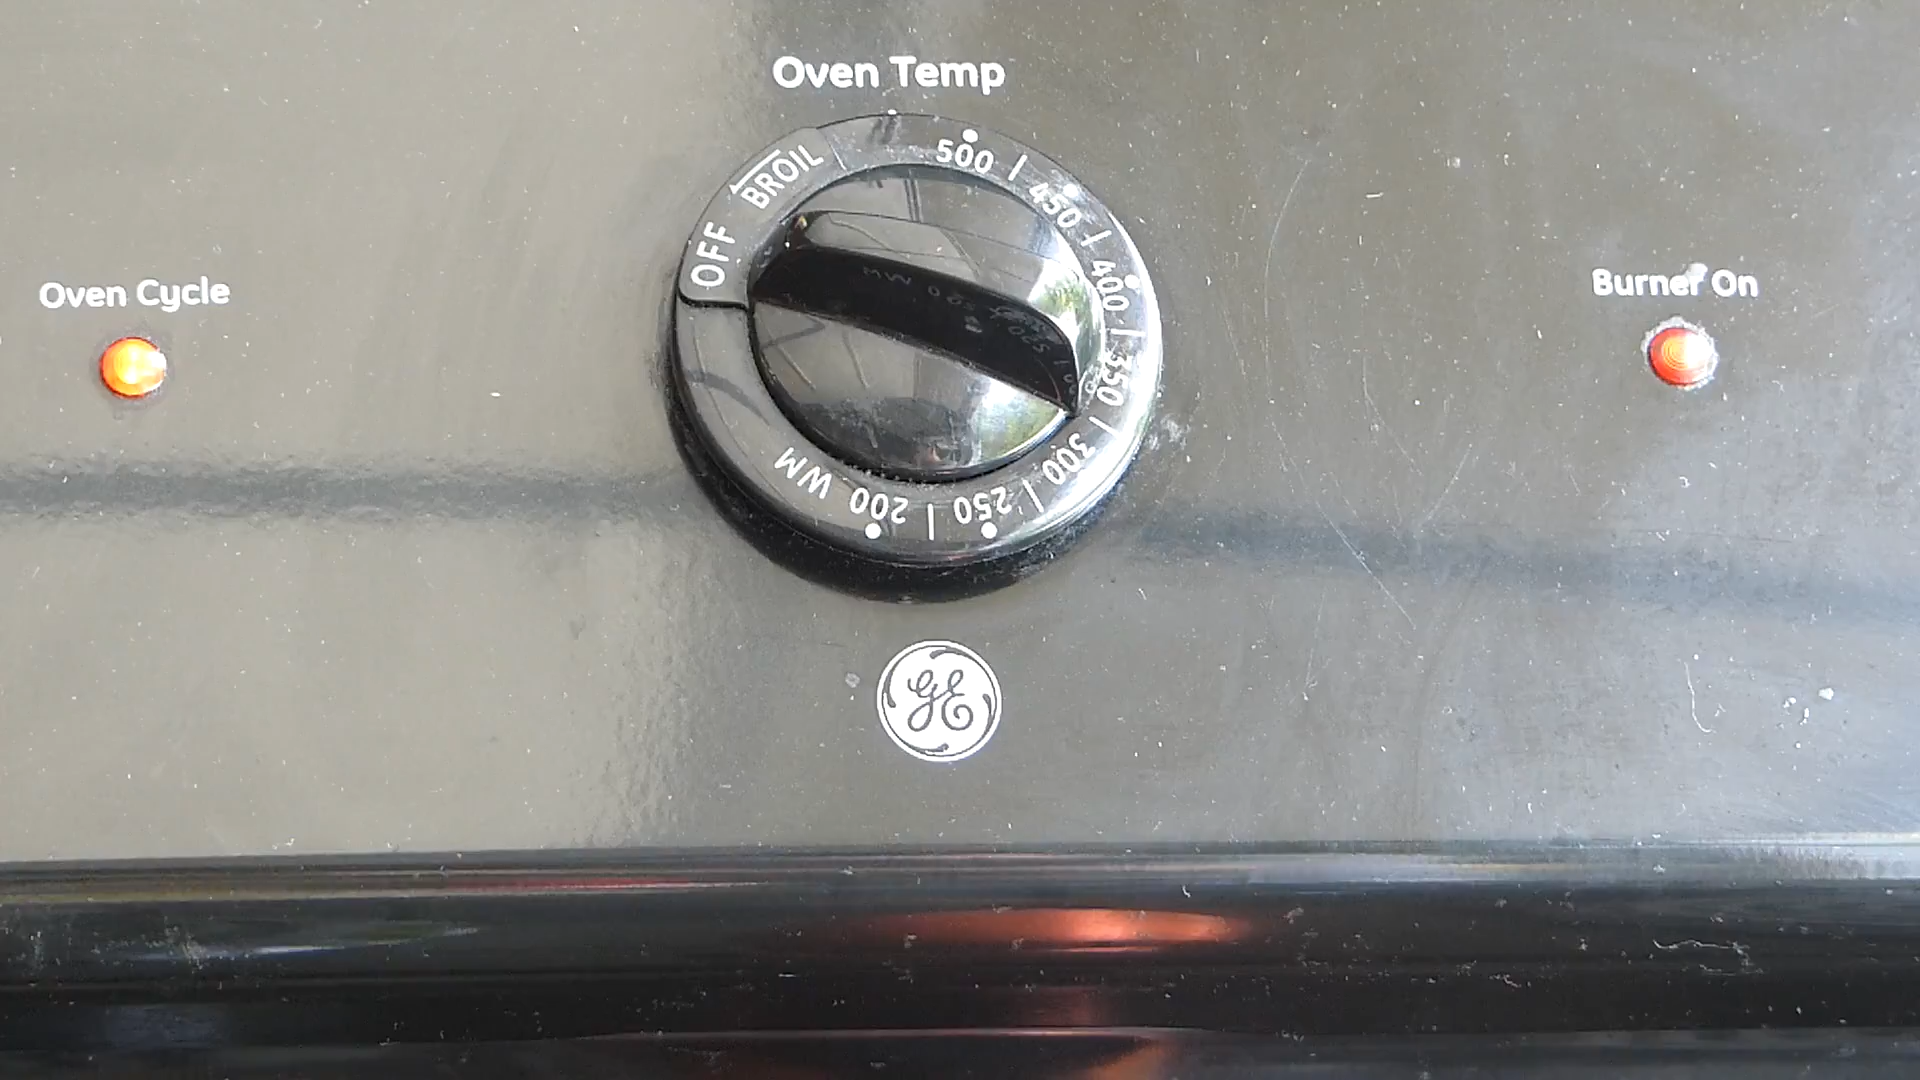 Oven Temp
OFF
BROIL
500
450
400
350
300
250
200
WM
Oven Cycle
Burner On
GE